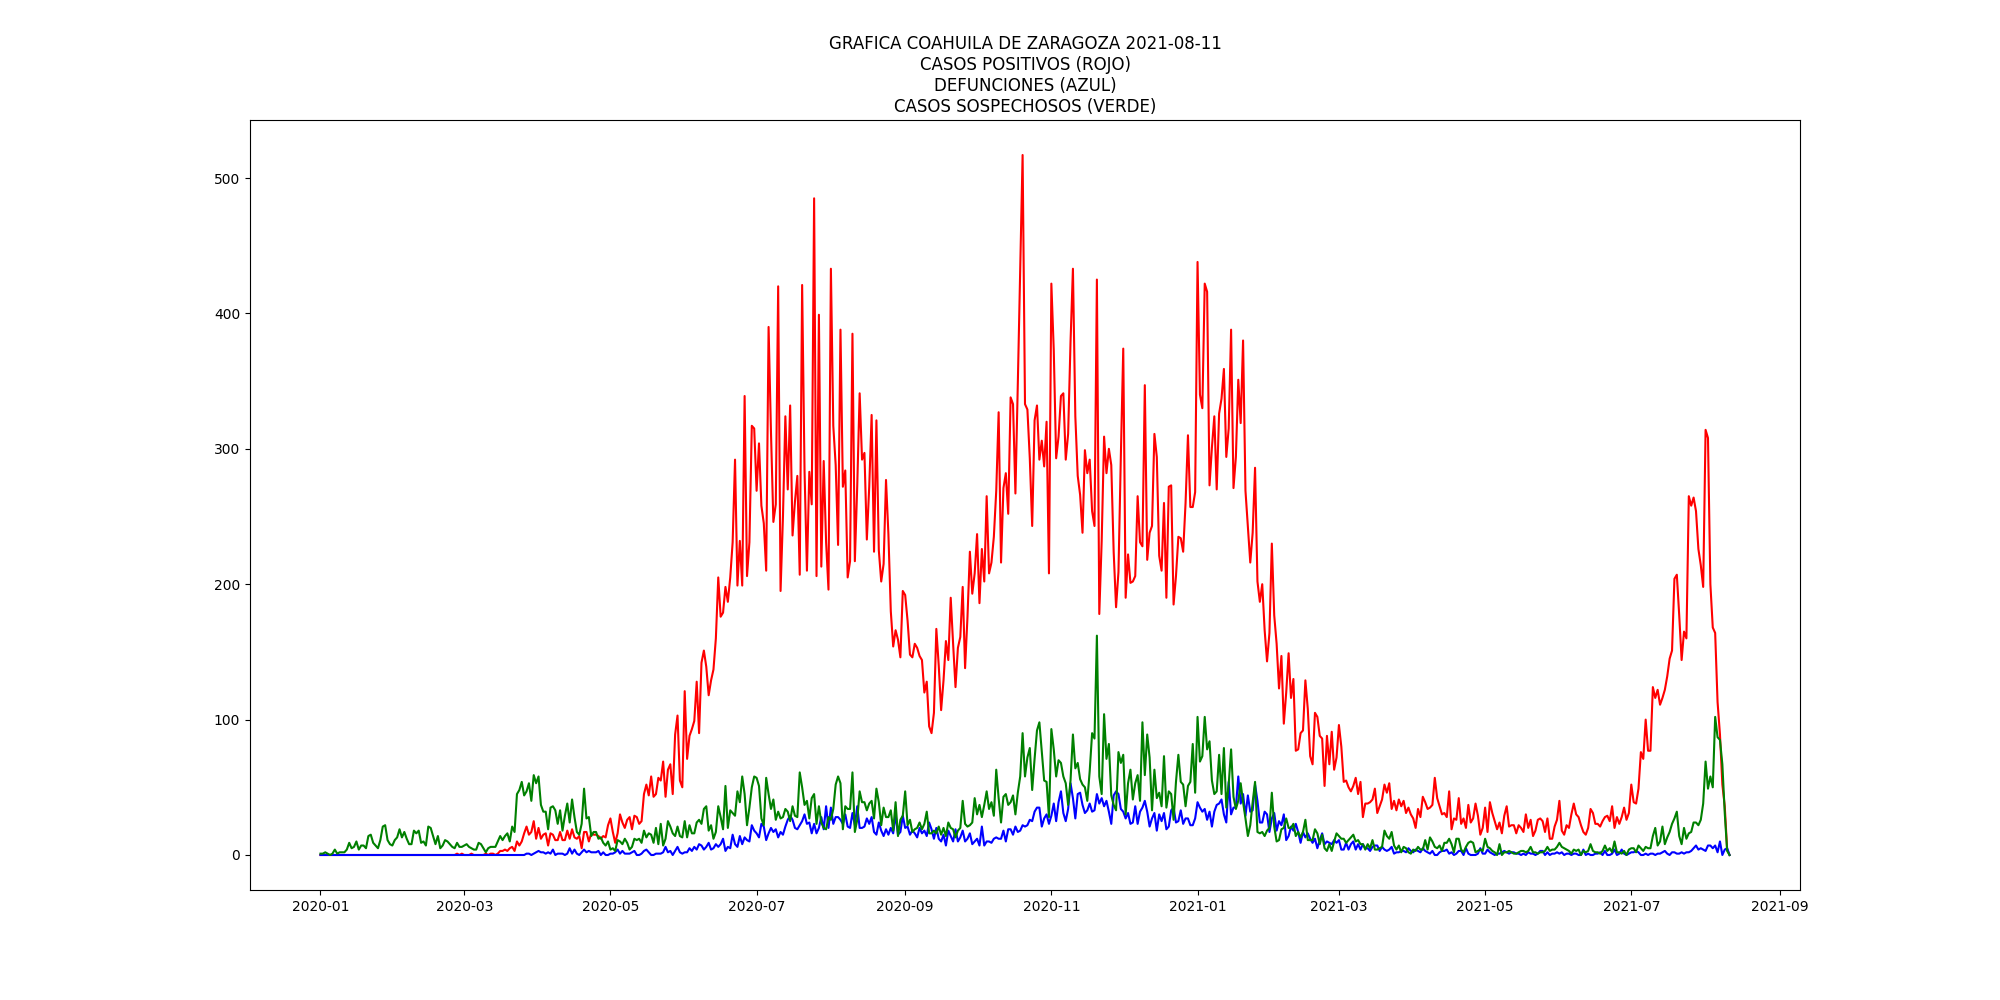 GRAFICA COAHUILA DE ZARAGOZA 2021-08-11
CASOS POSITIVOS (ROJO)
DEFUNCIONES (AZUL)
CASOS SOSPECHOSOS (VERDE)
500
400
300
200
100
0
2020-01 2020-03 2020-05 2020-07 2020-09 2020-11 2021-01 2021-03 2021-05 2021-07 2021-09